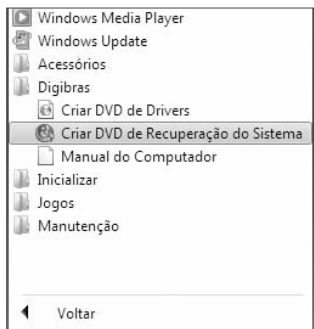 Windows Media Player
Windows Update
Acessórios
Digibras
Criar DVD de Drivers
Criar DVD de Recuperação do Sistema
Manual do Computador
Inicializar
Jogos
Manutenção
Voltar